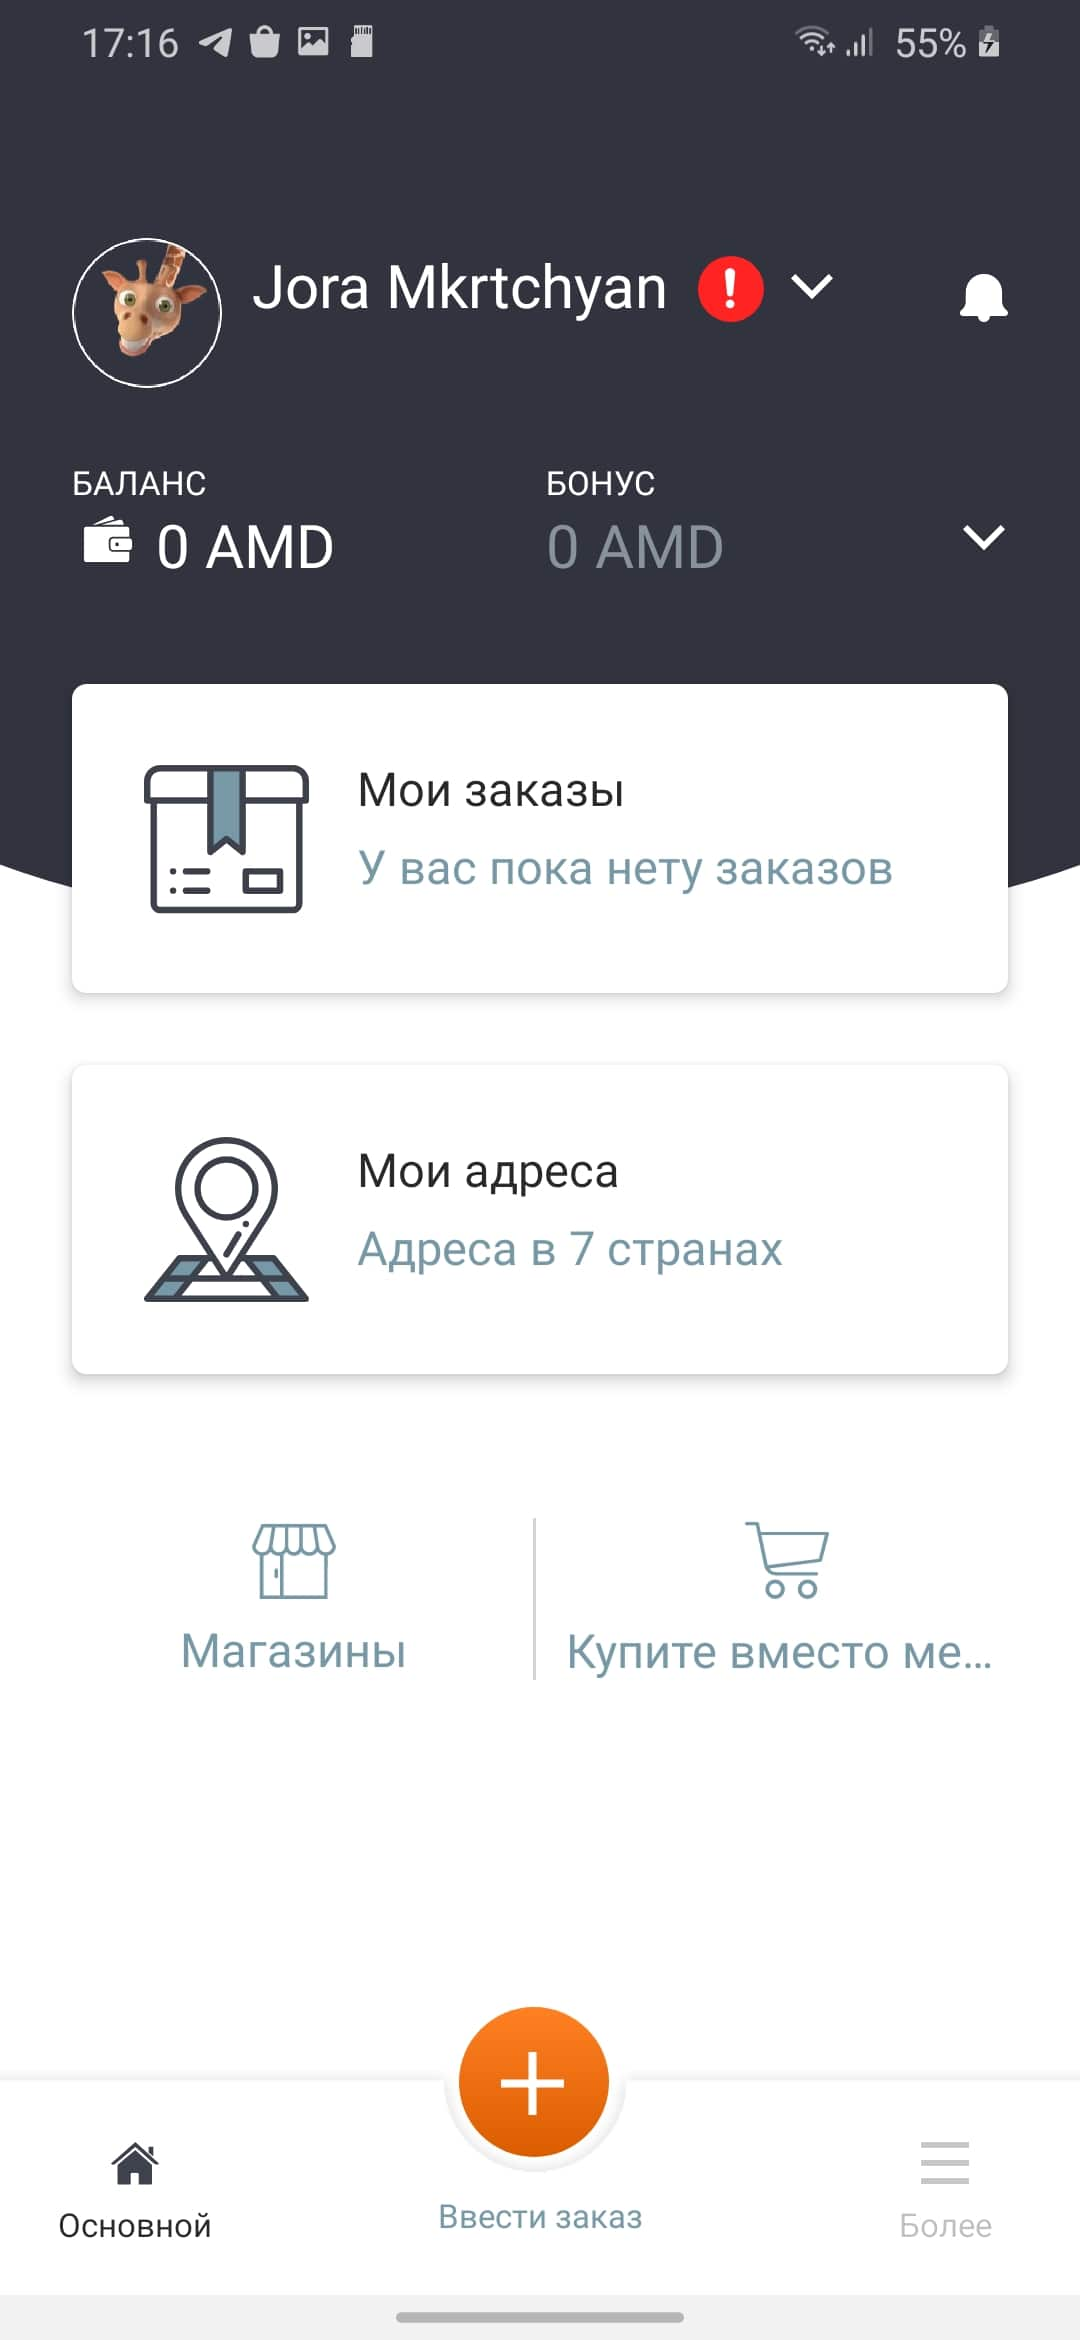 17:16
55%
Jora Mkrtchyan
БАЛАНС
БОНУС
0 AMD
0 AMD
Мои заказы
У вас пока нету заказов
Мои адреса
Адреса в 7 странах
Магазины
Купите вместо ме...
Основной
Ввести заказ
Более